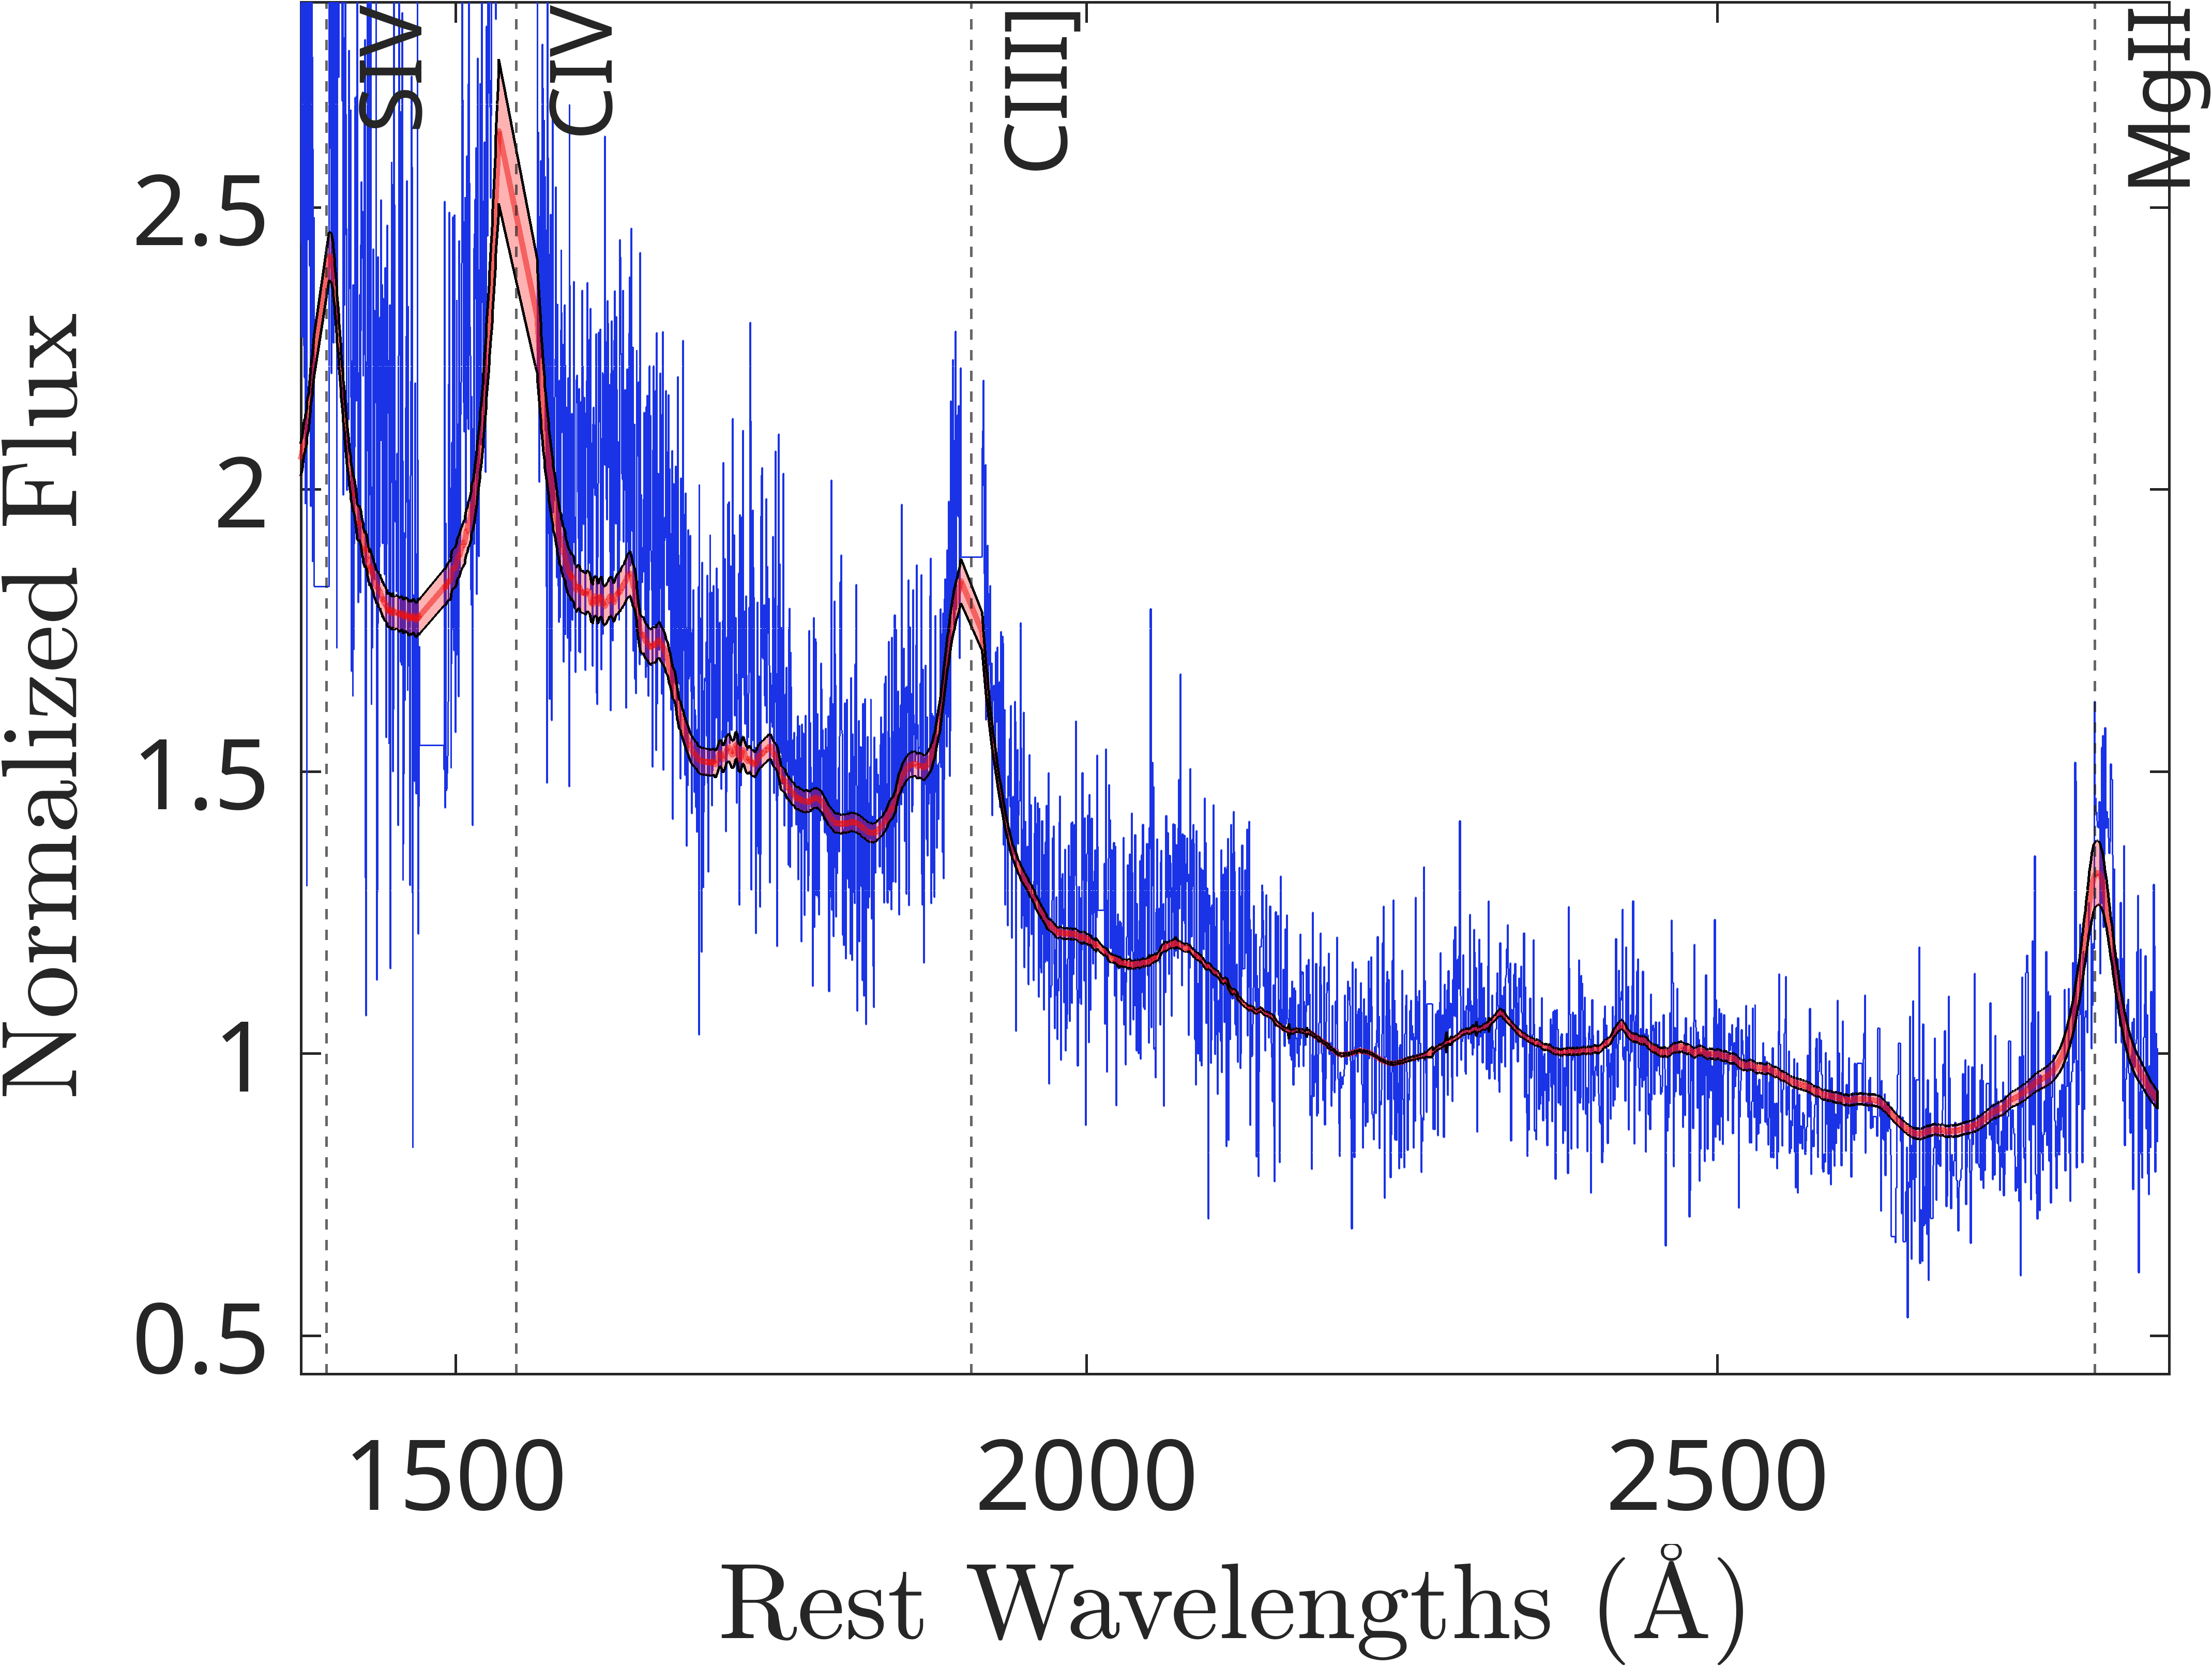 SIV
CIV
CIII]
MgII
2.5
2
1.5
1
0.5
Normalized Flux
1500
2000
2500
Rest Wavelengths (Å)